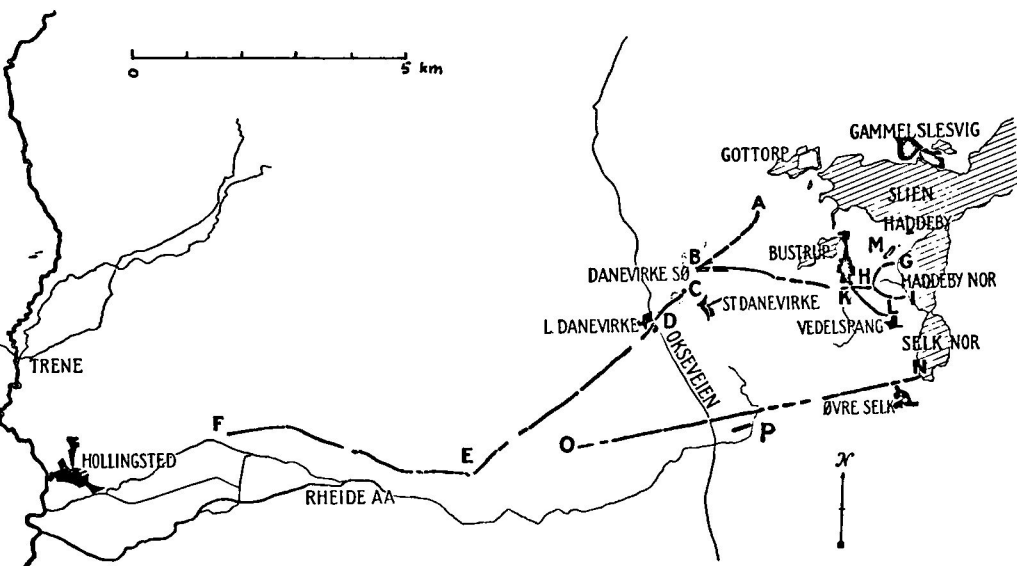 0
5 km
GAMMELSLESVIG
GOTTORP
SLIEN
A
HADDEBY
M
G
BUSTRUP
B
DANEVIRKE SØ
H
HADDEBY NOR
C
K
I
ST DANEVIRKE
L
L. DANEVIRKE
D
VEDELSPANG
OKSEVEIEN
SELK NOR
TRENE
N
ØVRE SELK
F
P
O
E
HOLLINGSTED
RHEIDE AA
N